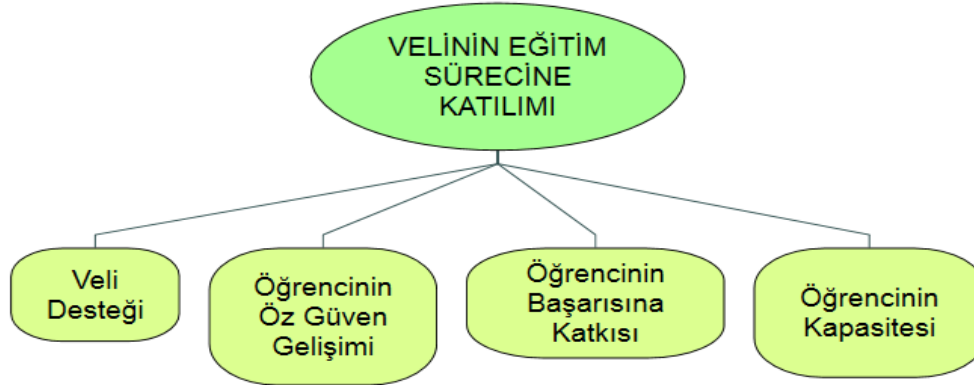 VELİNİN EĞİTİM
SÜRECİNE
KATILIMI
Veli
Desteği
Öğrencinin
Öz Güven
Gelişimi
Öğrencinin
Başarısına
Katkısı
Öğrencinin
Kapasitesi